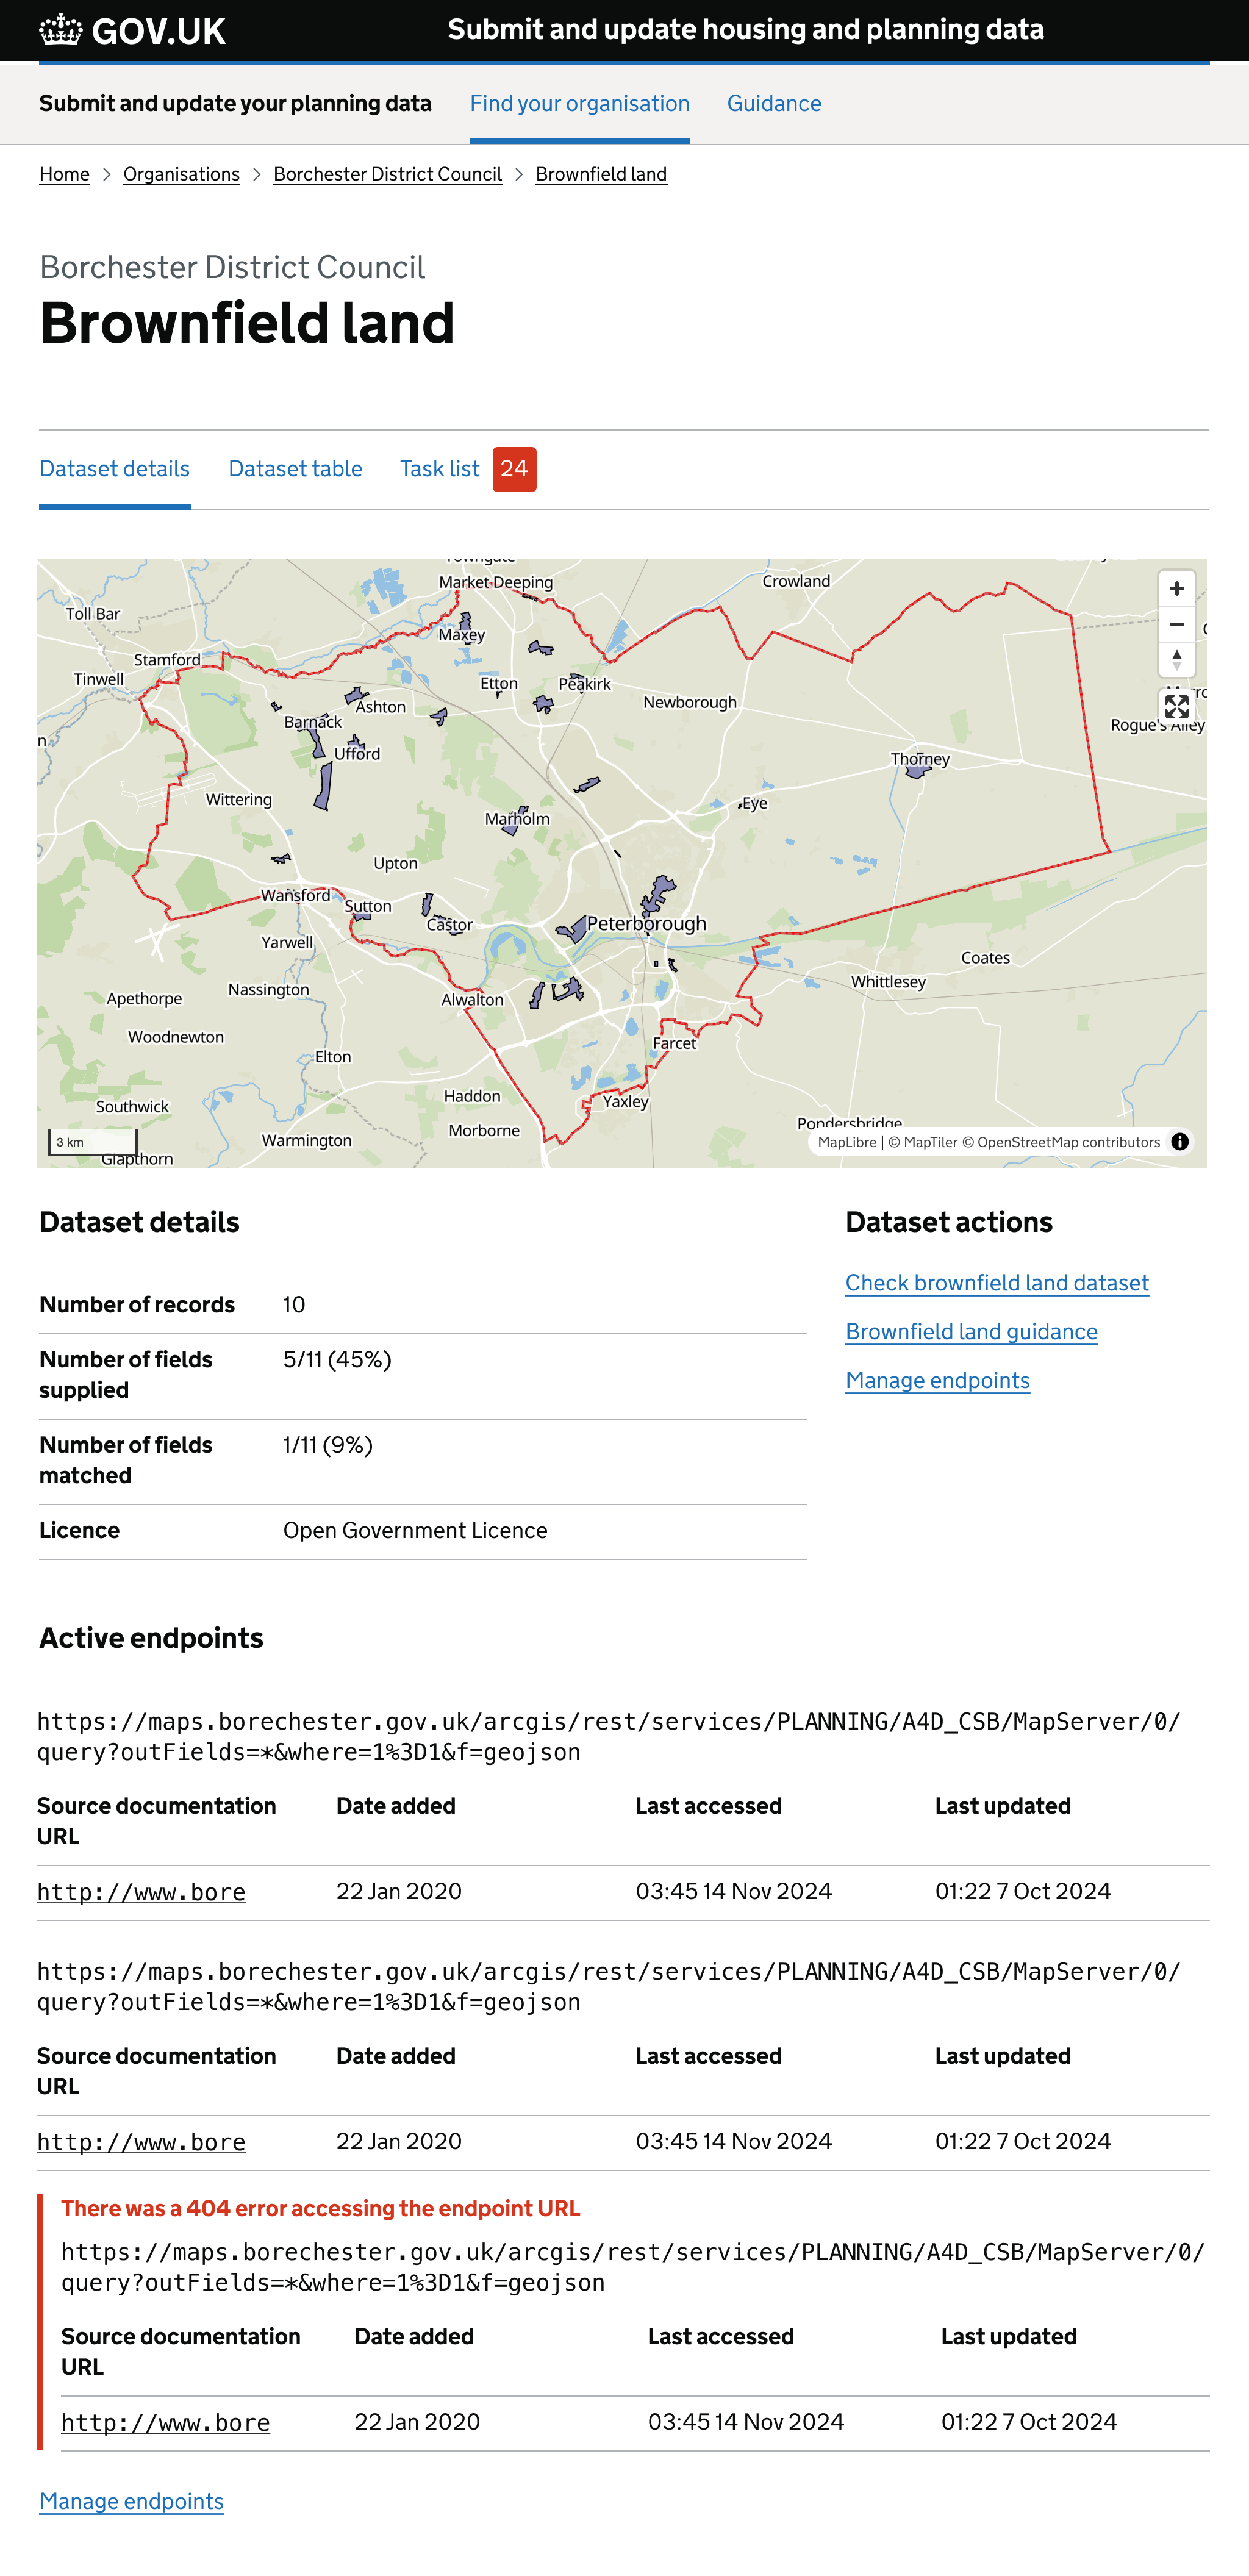 GOV.UK
Submit and update housing and planning data
Submit and update your planning data
Find your organisation
Guidance
Home
Organisations
Borchester District Council
Brownfield land
Borchester District Council
Brownfield land
Dataset details
Dataset table
Task list
24
Towngate
Market Deeping
Crowland
Toll Bar
Maxey
Stamford
Tinwell
Etton
Peakirk
Newborough
Ashton
Barnack
Rogue's Alley
Ufford
Thorney
Wittering
Eye
Marholm
Upton
Wansford
Sutton
Castor
Peterborough
Yarwell
Coates
Whittlesey
Nassington
Apethorpe
Alwalton
Woodnewton
Farcet
Elton
Haddon
Yaxley
Southwick
Pondersbridge
Morborne
Warmington
3 km
MapLibre | © MapTiler © OpenStreetMap contributors
Glapthorn
Dataset details
Number of records
10
Number of fields
supplied
5/11 (45%)
Number of fields
matched
1/11 (9%)
Licence
Open Government Licence
Dataset actions
Check brownfield land dataset
Brownfield land guidance
Manage endpoints
Active endpoints
https://maps.borechester.gov.uk/arcgis/rest/services/PLANNING/A4D_CSB/MapServer/0/
query?outFields=*&where=1%3D1&f=geojson
Source documentation
URL
Date added
Last accessed
Last updated
http://www.bore
22 Jan 2020
03:45 14 Nov 2024
01:22 7 Oct 2024
https://maps.borechester.gov.uk/arcgis/rest/services/PLANNING/A4D_CSB/MapServer/0/
query?outFields=*&where=1%3D1&f=geojson
Source documentation
URL
Date added
Last accessed
Last updated
http://www.bore
22 Jan 2020
03:45 14 Nov 2024
01:22 7 Oct 2024
There was a 404 error accessing the endpoint URL
https://maps.borechester.gov.uk/arcgis/rest/services/PLANNING/A4D_CSB/MapServer/0/
query?outFields=*&where=1%3D1&f=geojson
Source documentation
URL
Date added
Last accessed
Last updated
http://www.bore
22 Jan 2020
03:45 14 Nov 2024
01:22 7 Oct 2024
Manage endpoints